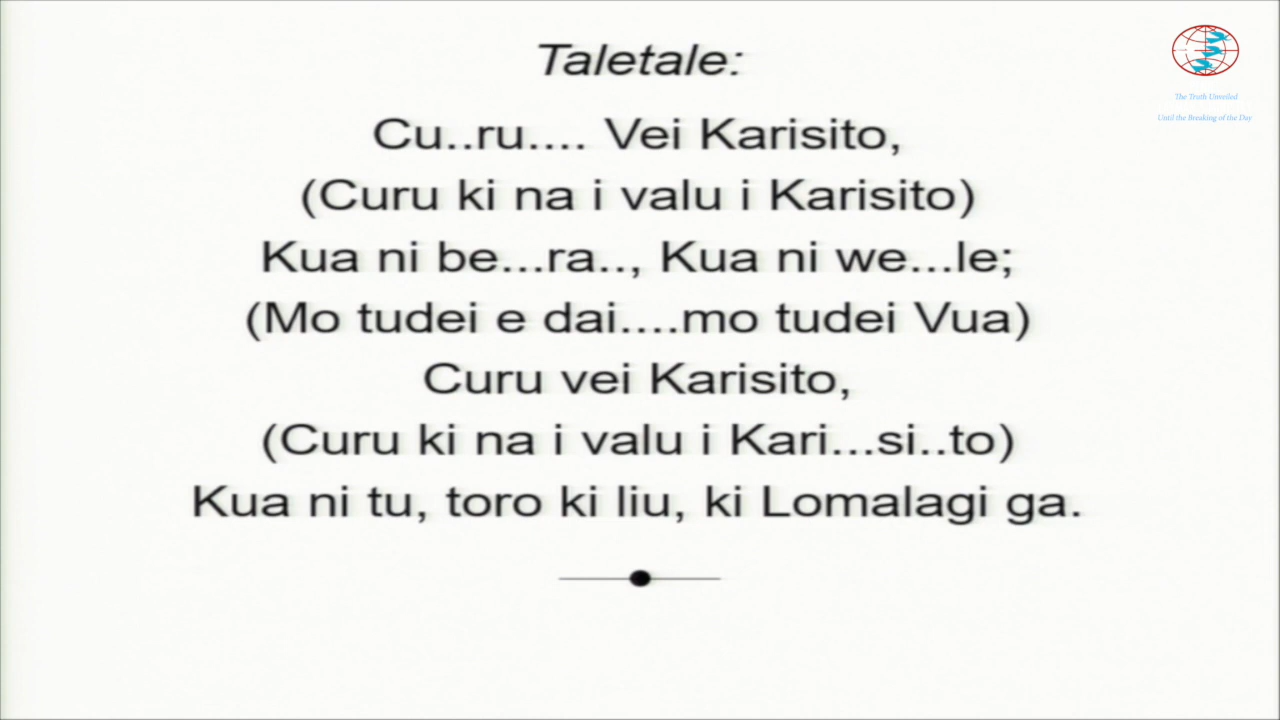 Taletale:
Cu..ru.... Vei Karisito,
(Curu ki na i valu i Karisito)
Kua ni be...ra.., Kua ni we...le;
(Mo tudei e dai....mo tudei Vua)
Curu vei Karisito,
(Curu ki na i valu i Kari...si..to)
Kua ni tu, toro ki liu, ki Lomalagi ga.
The Truth Unveiled
Until the Breaking of the Day